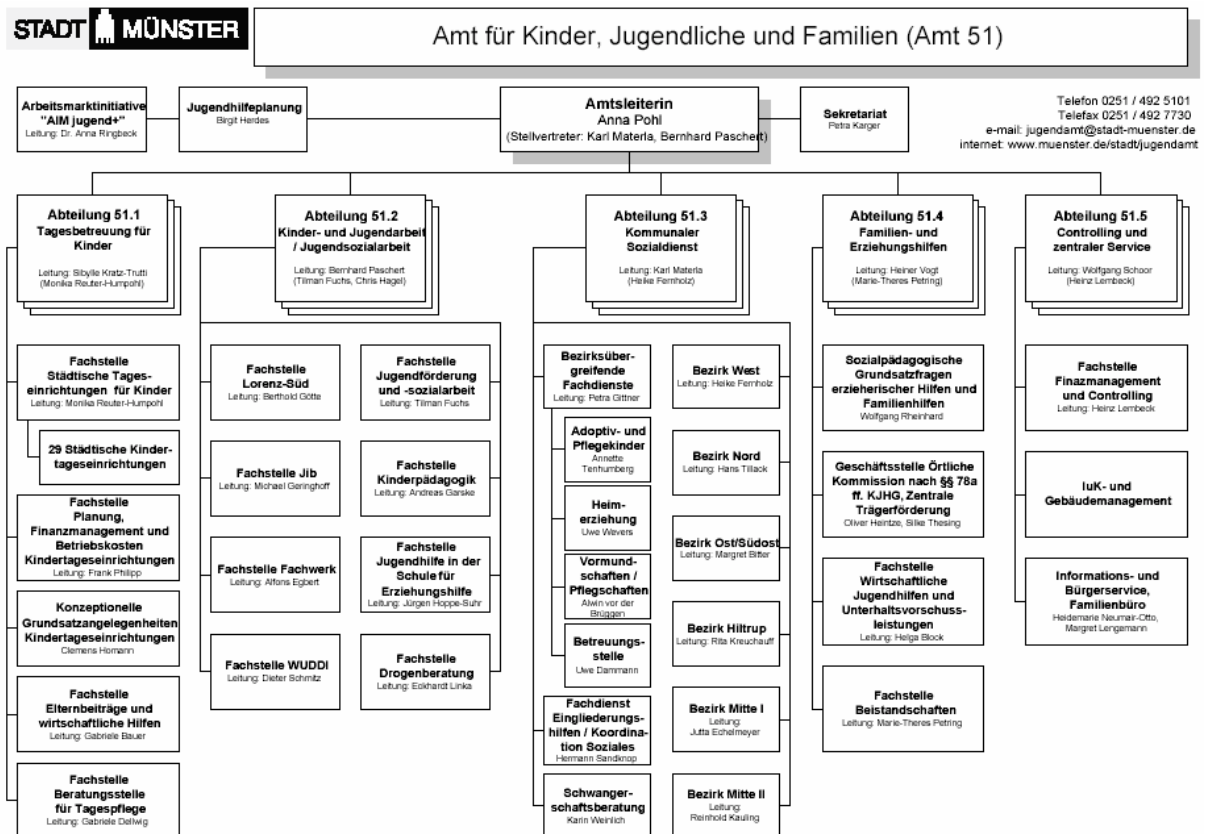 STADT MÜNSTER
Amt für Kinder, Jugendliche und Familien (Amt 51)
Arbeitsmarktinitiative
"AIM jugend+"
Leitung: Dr. Anna Ringbeck
Jugendhilfeplanung
Birgit Herdes
Amtsleiterin
Anna Pohl
(Stellvertreter: Karl Materla, Bernhard Paschert)
Sekretariat
Petra Karger
Telefon 0251 / 492 5101
Telefax 0251 / 492 7730
e-mail: jugendamt@stadt-muenster.de
internet: www.muenster.de/stadt/jugendamt
Abteilung 51.1
Tagesbetreuung für
Kinder
Leitung: Sibylle Kratz-Trutti
(Monika Reuter-Humpohl)
Abteilung 51.2
Kinder- und Jugendarbeit
/ Jugendsozialarbeit
Leitung: Bernhard Paschert
(Tilman Fuchs, Chris Hagel)
Abteilung 51.3
Kommunaler
Sozialdienst
Leitung: Karl Materla
(Heike Fernholz)
Abteilung 51.4
Familien- und
Erziehungshilfen
Leitung: Heiner Vogt
(Marie-Theres Petring)
Abteilung 51.5
Controlling und
zentraler Service
Leitung: Wolfgang Schoor
(Heinz Lembeck)
Fachstelle
Städtische Tages-
einrichtungen für Kinder
Leitung: Monika Reuter-Humpohl
29 Städtische Kinder-
tageseinrichtungen
Fachstelle
Planung,
Finanzmanagement und
Betriebskosten
Kindertageseinrichtungen
Leitung: Frank Philipp
Konzeptionelle
Grundsatzangelegenheiten
Kindertageseinrichtungen
Clemens Homann
Fachstelle
Elternbeiträge und
wirtschaftliche Hilfen
Leitung: Gabriele Bauer
Fachstelle
Beratungsstelle
für Tagespflege
Leitung: Gabriele Dellwig
Fachstelle
Lorenz-Süd
Leitung: Berthold Götte
Fachstelle Jib
Leitung: Michael Geringhoff
Fachstelle Fachwerk
Leitung: Alfons Egbert
Fachstelle WUDDI
Leitung: Dieter Schmitz
Fachstelle
Jugendförderung
und -sozialarbeit
Leitung: Tilman Fuchs
Fachstelle
Kinderpädagogik
Leitung: Andreas Garske
Fachstelle
Jugendhilfe in der
Schule für
Erziehungshilfe
Leitung: Jürgen Hoppe-Suhr
Fachstelle
Drogenberatung
Leitung: Eckhardt Linka
Bezirksüber-
greifende
Fachdienste
Leitung: Petra Gittner
Adoptiv- und
Pflegekinder
Annette
Tenhumberg
Heim-
erziehung
Uwe Wevers
Vormund-
schaften /
Pflegschaften
Alwin vor der
Brüggen
Betreuungs-
stelle
Uwe Dammann
Fachdienst
Eingliederungs-
hilfen / Koordina-
tion Soziales
Hermann Sandknop
Schwanger-
schaftsberatung
Karin Weinlich
Bezirk West
Leitung: Heike Fernholz
Bezirk Nord
Leitung: Hans Tillack
Bezirk Ost/Südost
Leitung: Margret Bitter
Bezirk Hiltrup
Leitung: Rita Kreuchauff
Bezirk Mitte I
Leitung:
Jutta Echelmeyer
Bezirk Mitte II
Leitung:
Reinhold Kauling
Sozialpädagogische
Grundsatzfragen
erzieherischer Hilfen und
Familienhilfen
Wolfgang Rheinhard
Geschäftsstelle Örtliche
Kommission nach §§ 78a
ff. KJHG, Zentrale
Trägerförderung
Oliver Heintze, Silke Thesing
Fachstelle
Wirtschaftliche
Jugendhilfen und
Unterhaltsvorschuss-
leistungen
Leitung: Helga Block
Fachstelle
Beistandschaften
Leitung: Marie-Theres Petring
Fachstelle
Finazmanagement
und Controlling
Leitung: Heinz Lembeck
IuK- und
Gebäudemanagement
Informations- und
Bürgerservice,
Familienbüro
Heidemarie Neumair-Otto,
Margret Lengemann